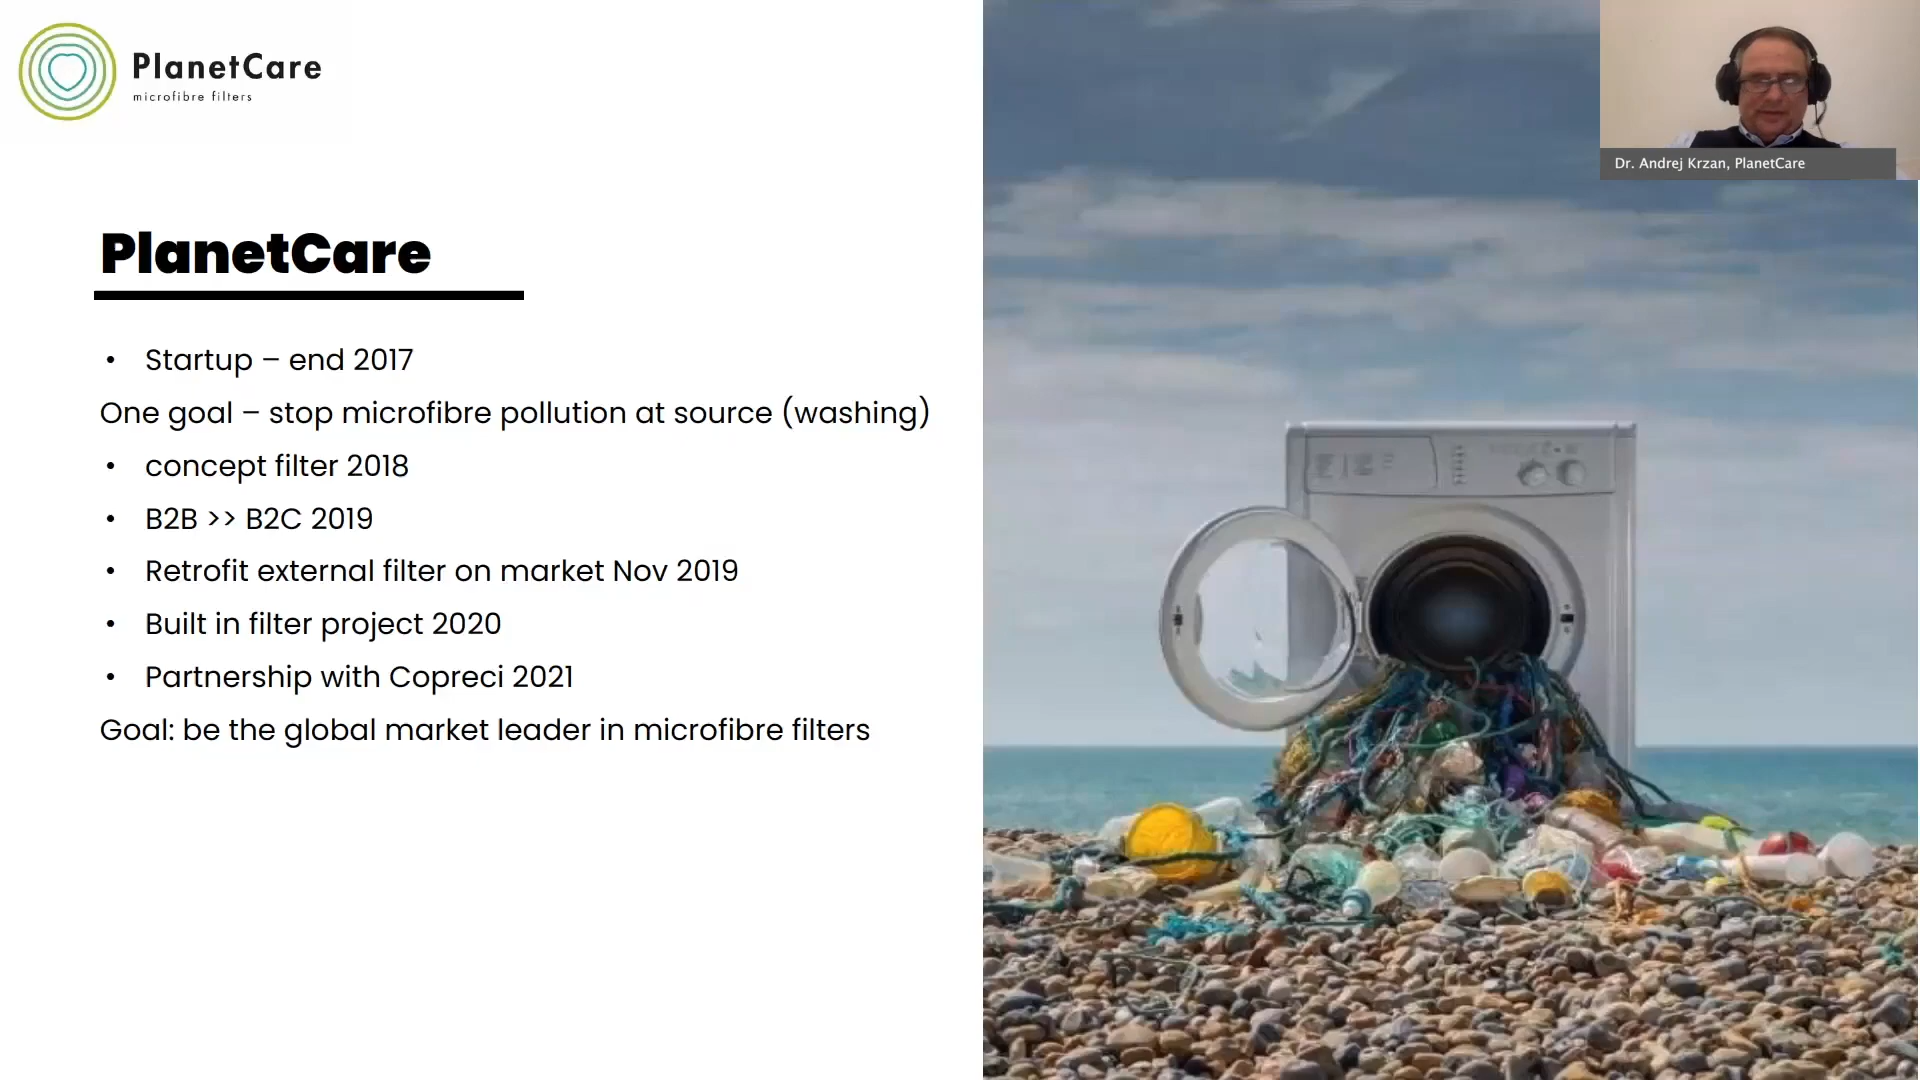 PlanetCare
microfibre filters
Dr. Andrej Krzan, PlanetCare
PlanetCare
• Startup – end 2017
One goal – stop microfibre pollution at source (washing)
• concept filter 2018
• B2B >> B2C 2019
• Retrofit external filter on market Nov 2019
• Built in filter project 2020
• Partnership with Copreci 2021
Goal: be the global market leader in microfibre filters